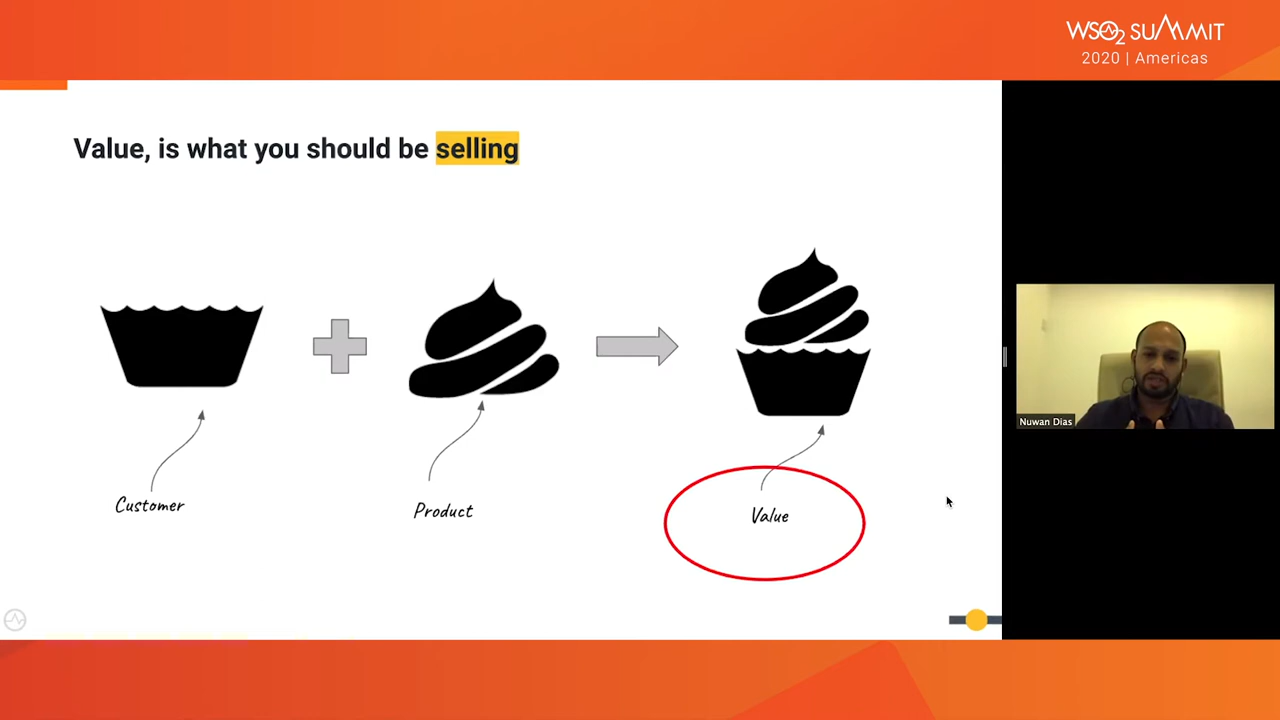 WSO2 SUMMIT
2020 | Americas
Value, is what you should be selling
Customer
Product
Value
Nuwan Dias